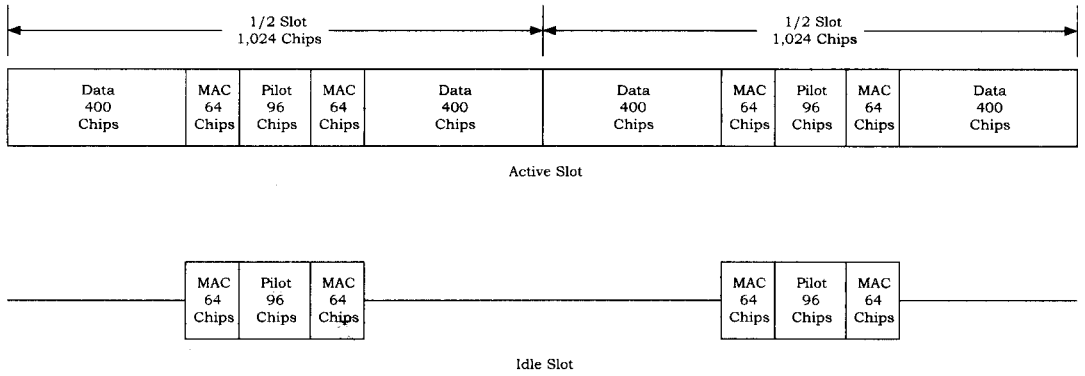 1/2 Slot
1,024 Chips
1/2 Slot
1,024 Chips
Data
400
Chips
MAC
64
Chips
Pilot
96
Chips
MAC
64
Chips
Data
400
Chips
Data
400
Chips
MAC
64
Chips
Pilot
96
Chips
MAC
64
Chips
Data
400
Chips
Active Slot
MAC
64
Chips
Pilot
96
Chips
MAC
64
Chips
MAC
64
Chips
Pilot
96
Chips
MAC
64
Chips
Idle Slot